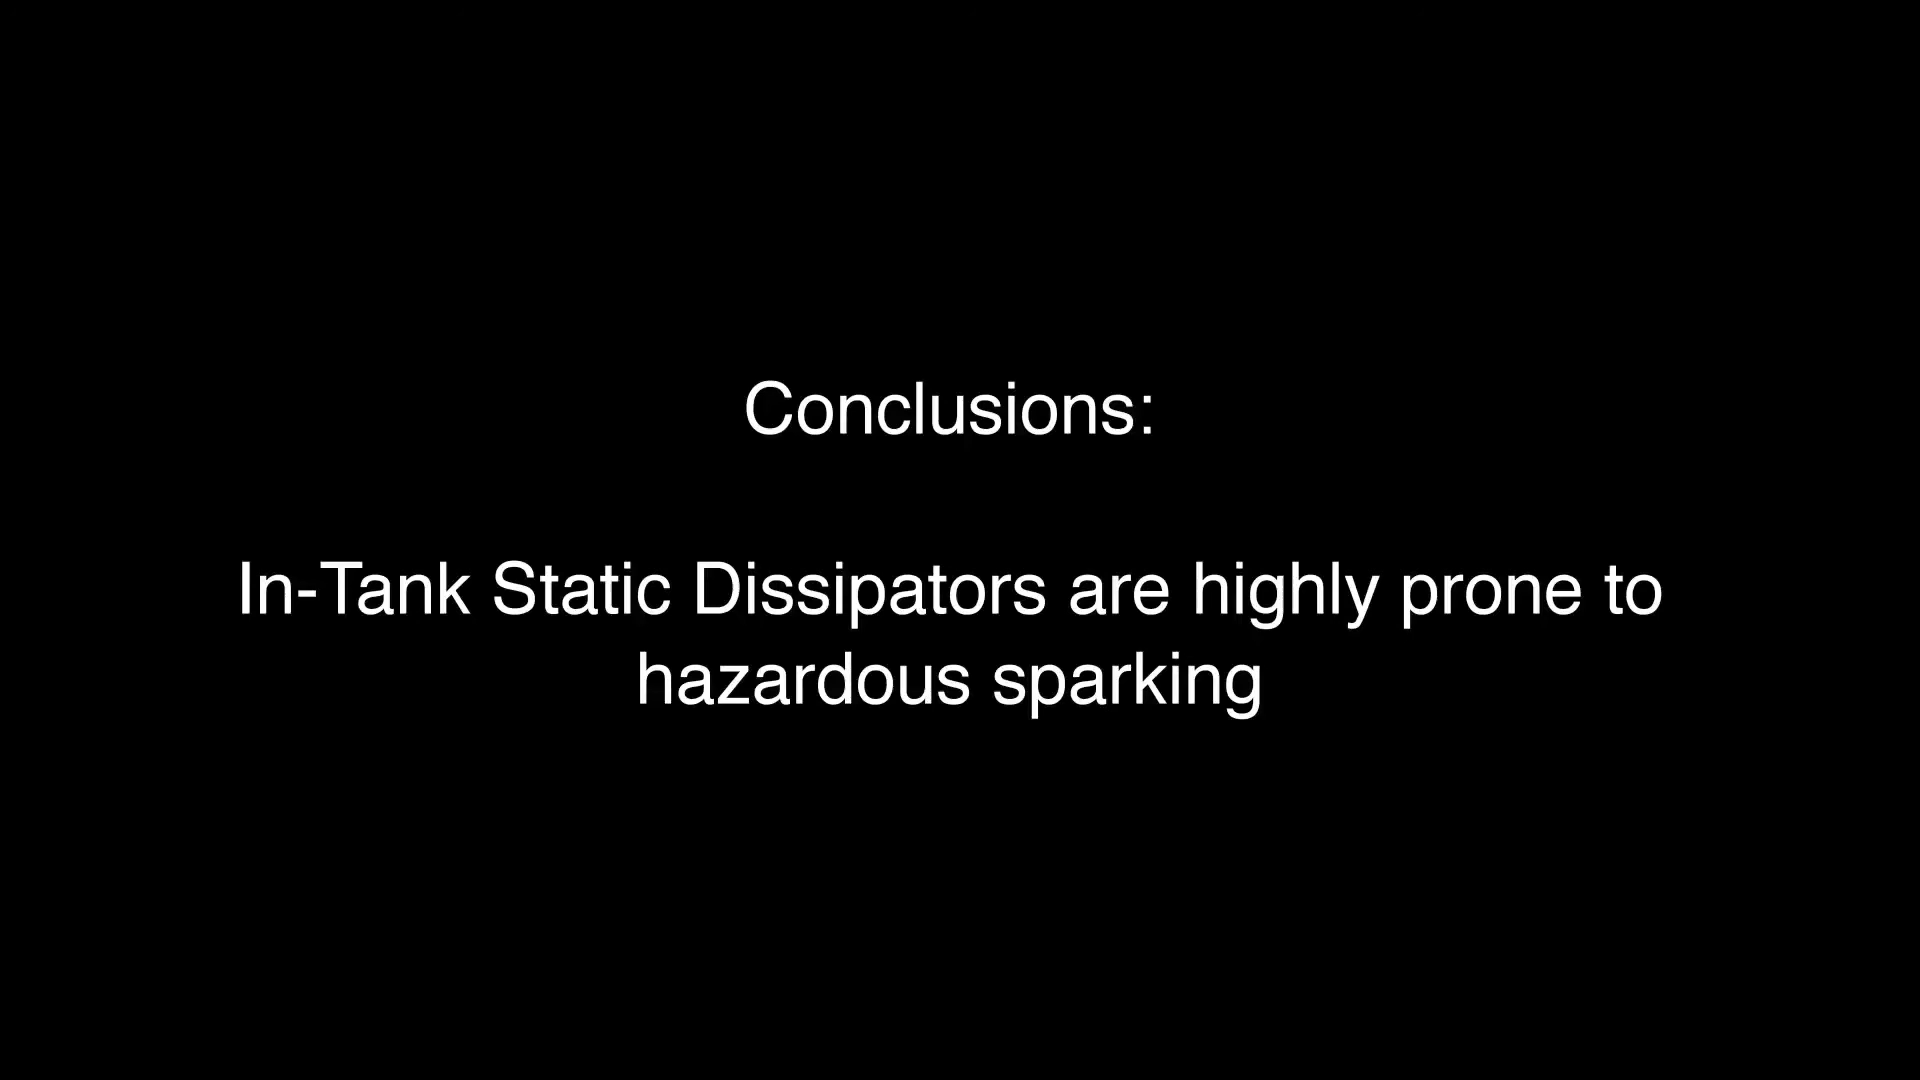 Conclusions:
In-Tank Static Dissipators are highly prone to
hazardous sparking